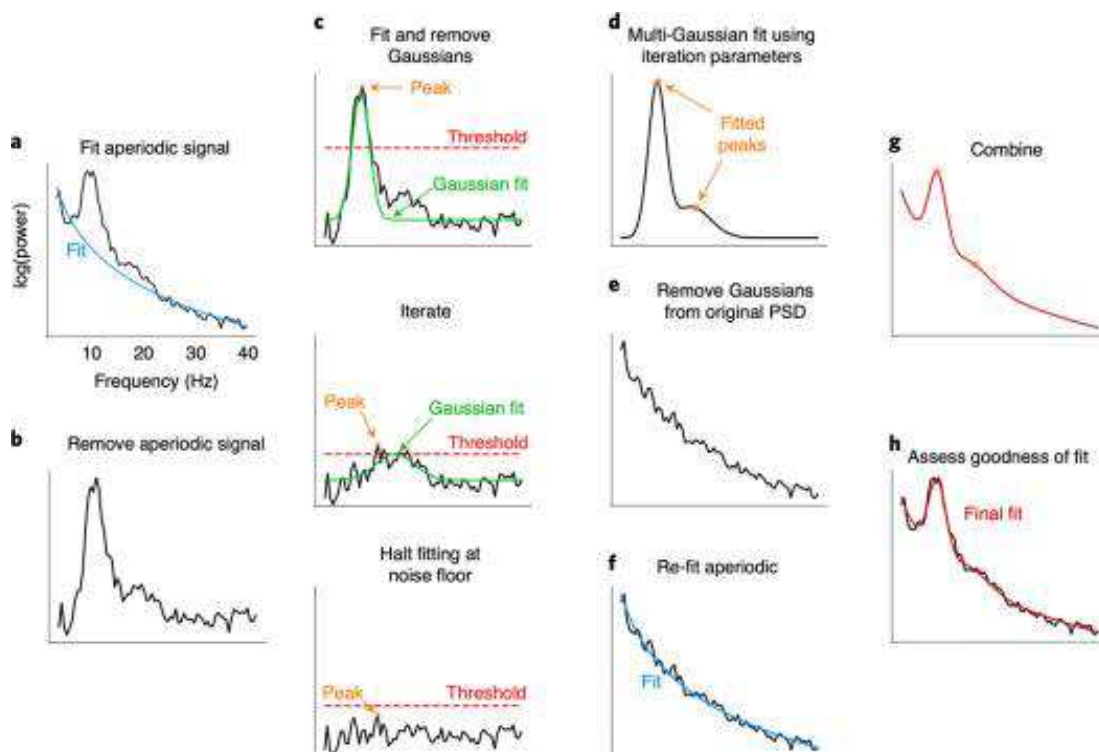 a
Fit aperiodic signal
log(power)
Fit
10 20 30 40
Frequency (Hz)
b
Remove aperiodic signal
c
Fit and remove
Gaussians
Peak
Threshold
Gaussian fit
Iterate
Peak
Gaussian fit
Threshold
Halt fitting at
noise floor
Peak
Threshold
d
Multi-Gaussian fit using
iteration parameters
Fitted
peaks
e
Remove Gaussians
from original PSD
f
Re-fit aperiodic
Fit
g
Combine
h
Assess goodness of fit
Final fit